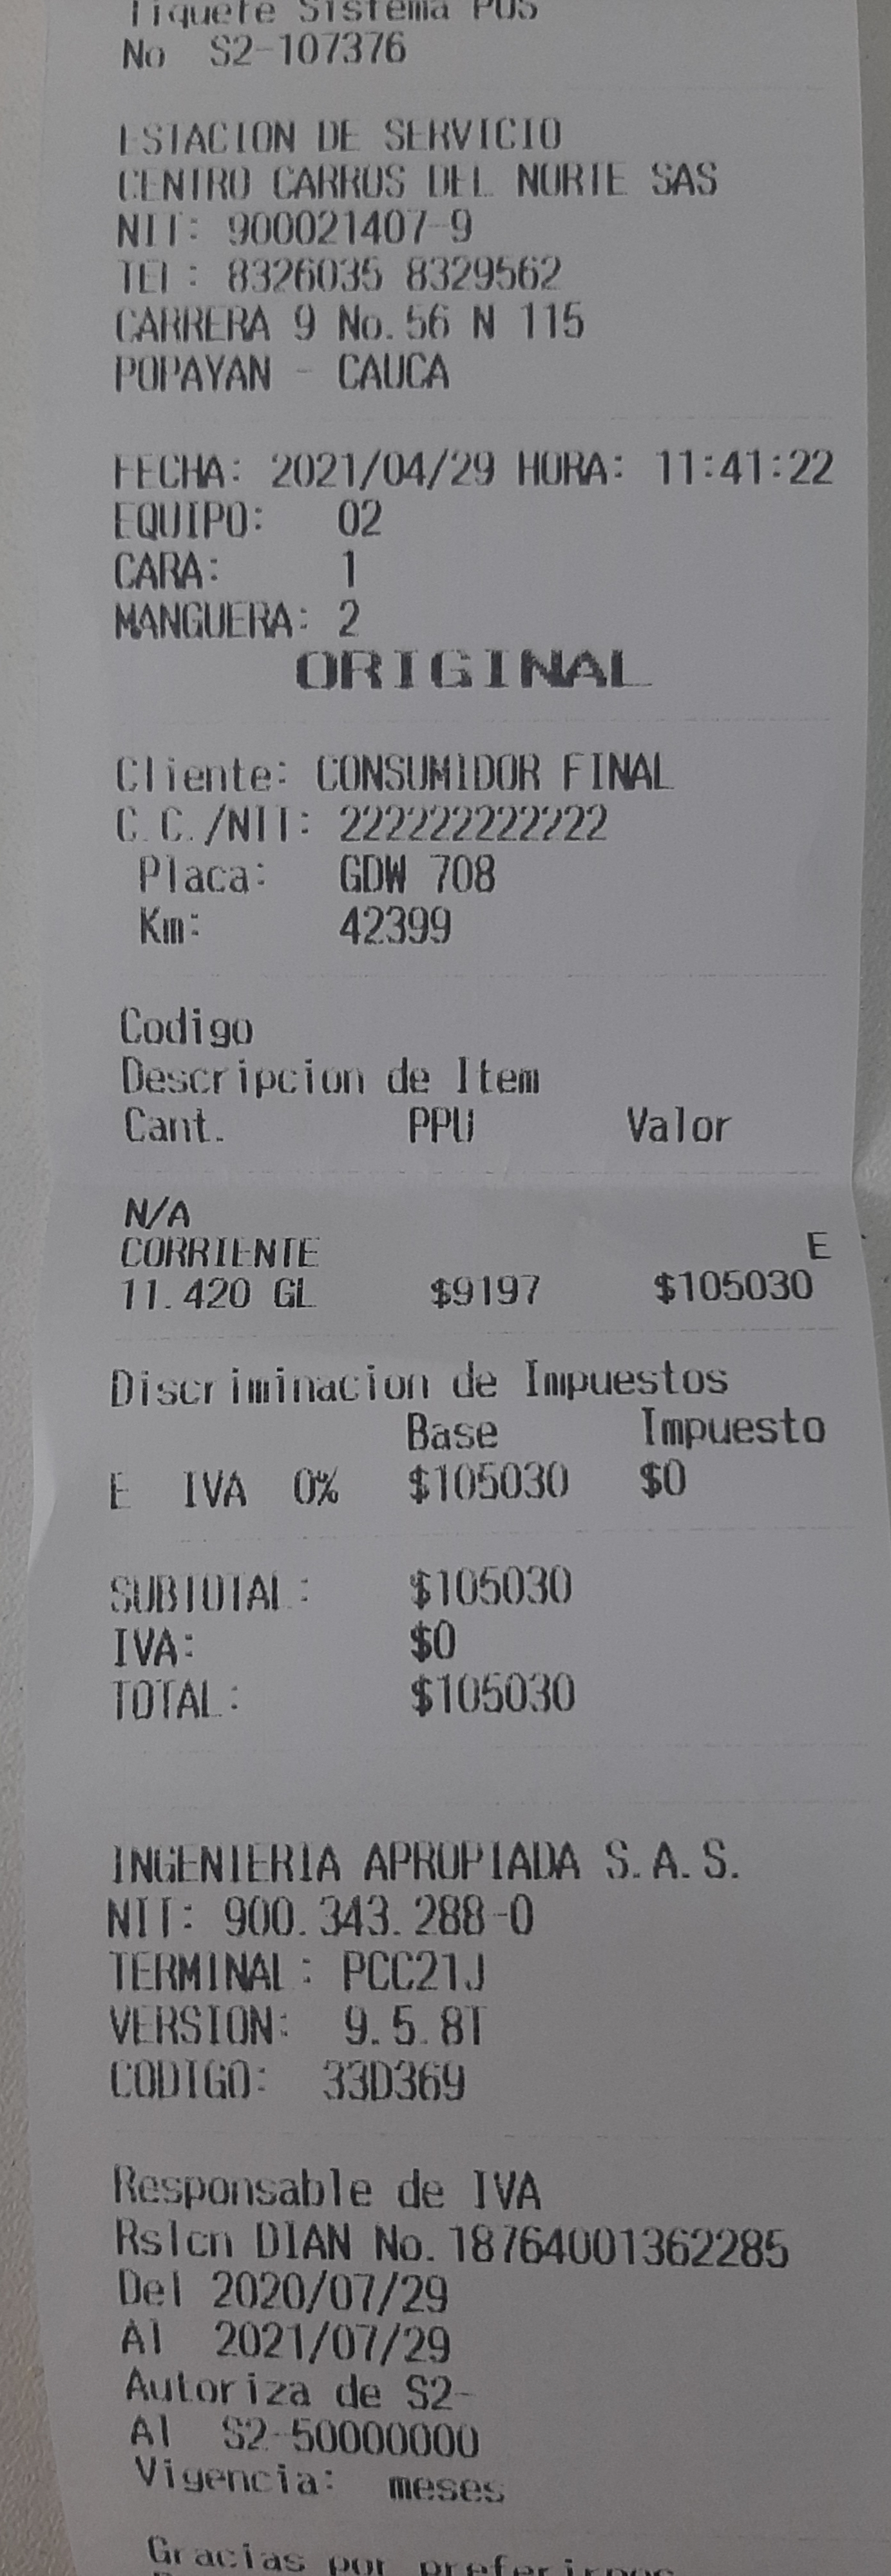 Tiquete Sistema POS
No S2-107376
ESTACION DE SERVICIO
CENTRO CARROS DEL NORTE SAS
NIT: 900021407-9
TEL: 8326035 8329562
CARRERA 9 No.56 N 115
POPAYAN - CAUCA
FECHA: 2021/04/29 HORA: 11:41:22
EQUIPO: 02
CARA: 1
MANGUERA: 2
ORIGINAL
Cliente: CONSUMIDOR FINAL
C.C./NIT: 222222222222
Placa: GDW 708
Km: 42399
Codigo
Descripcion de Item
Cant. PPU Valor
N/A
CORRIENTE E
11.420 GL $9197 $105030
Discriminacion de Impuestos
Base Impuesto
E IVA 0% $105030 $0
SUBTOTAL: $105030
IVA: $0
TOTAL: $105030
INGENIERIA APROPIADA S.A.S.
NIT: 900.343.288-0
TERMINAL: PCC21J
VERSION: 9.5.8T
CODIGO: 33D369
Responsable de IVA
Rslcn DIAN No.18764001362285
Del 2020/07/29
Al 2021/07/29
Autoriza de S2-
Al S2-50000000
Vigencia: meses
Gracias por preferirnos